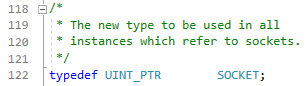 118 /*
119 * The new type to be used in all
120 * instances which refer to sockets.
121 */
122 typedef UINT_PTR SOCKET;